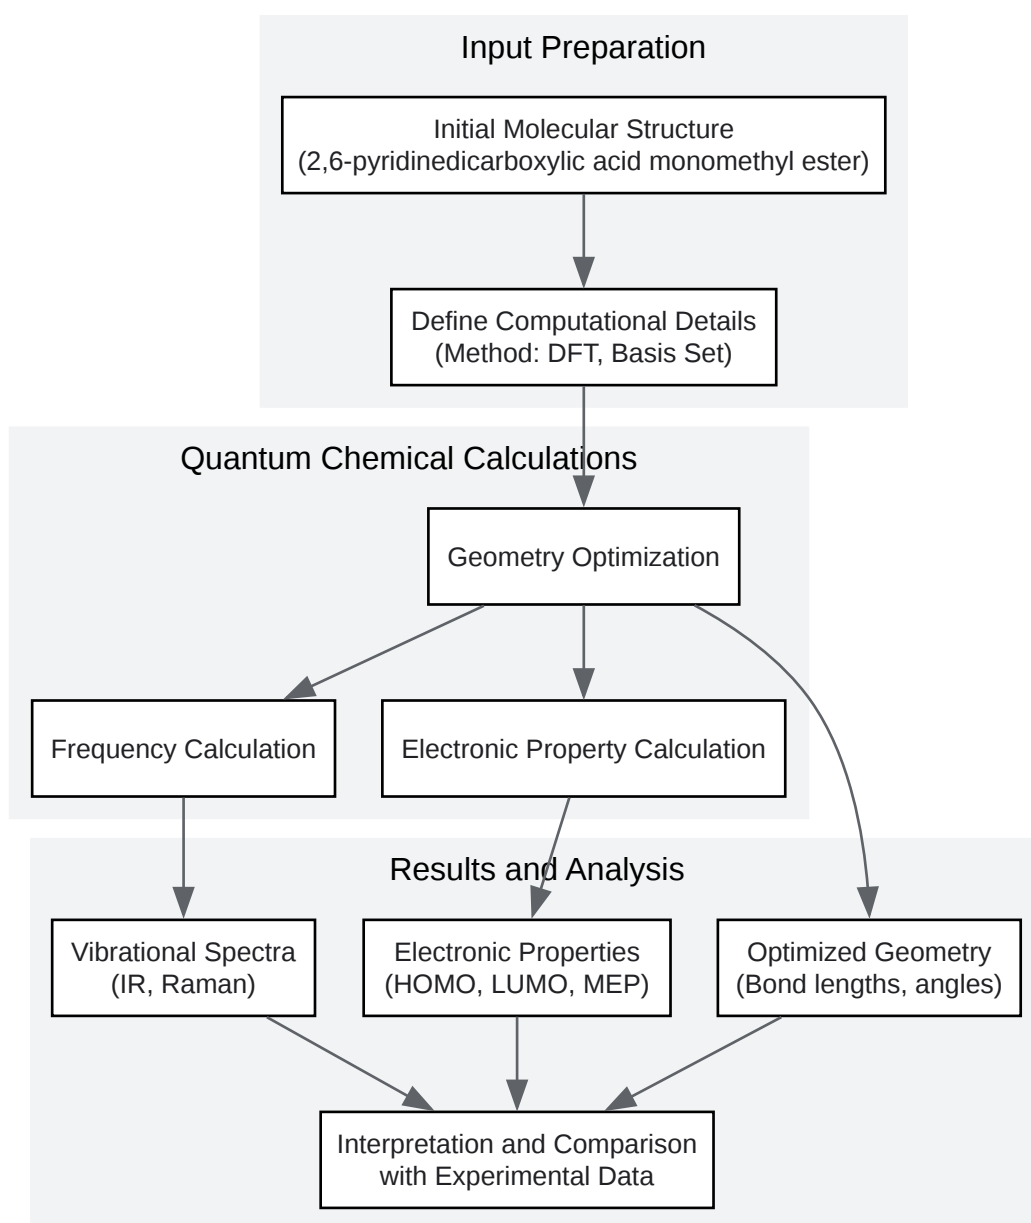 Input Preparation
Initial Molecular Structure
(2,6-pyridinedicarboxylic acid monomethyl ester)
Define Computational Details
(Method: DFT, Basis Set)
Quantum Chemical Calculations
Geometry Optimization
Frequency Calculation
Electronic Property Calculation
Results and Analysis
Vibrational Spectra
(IR, Raman)
Electronic Properties
(HOMO, LUMO, MEP)
Optimized Geometry
(Bond lengths, angles)
Interpretation and Comparison
with Experimental Data